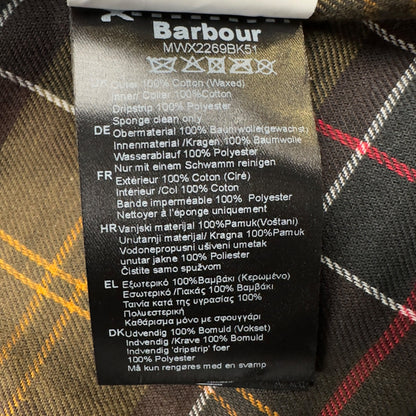 Barbour
MWX2269BK51
UK Outer 100% Cotton (Waxed)
Inner/ Collar 100%Cotton
Dripstrip 100% Polyester
Sponge clean only
DE Obermaterial 100% Baumwolle(gewachst)
Innenmaterial /Kragen 100% Baumwolle
Wasserablauf 100% Polyester
Nur mit einem Schwamm reinigen
FR Extérieur 100% Coton (Ciré)
Intérieur /Col 100% Coton
Bande imperméable 100% Polyester
Nettoyer à l'éponge uniquement
HR Vanjski materijal 100%Pamuk(Voštani)
Unutarnji materijal/ Kragna 100%Pamuk
Vodonepropusni ušiveni umetak
unutar jakne 100% Polyester
Čistite samo spužvom
EL Εξωτερικό 100%Βαμβάκι (Κερωμένο)
Εσωτερικό /Γιακάς 100% Βαμβάκι
Ταινία κατά της υγρασίας 100%
Πολυεστερική
Καθάρισμα μόνο με σφουγγάρι
DK Udvendig 100% Bomuld (Vokset)
Indvendig /Krave 100% Bomuld
Indvendig 'dripstrip' foer
100% Polyester
Må kun rengøres med en svamp